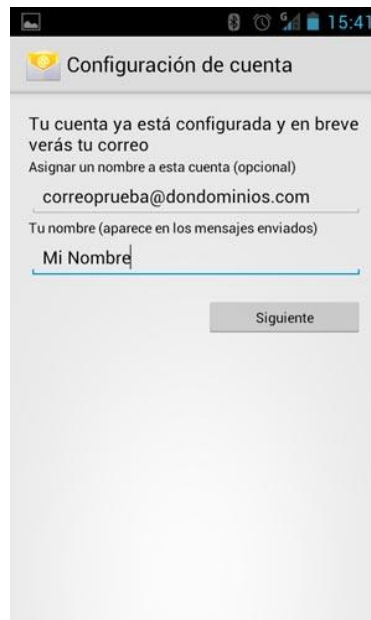 15:41
Configuración de cuenta
Tu cuenta ya está configurada y en breve
verás tu correo
Asignar un nombre a esta cuenta (opcional)
correoprueba@dondominios.com
Tu nombre (aparece en los mensajes enviados)
Mi Nombre
Siguiente